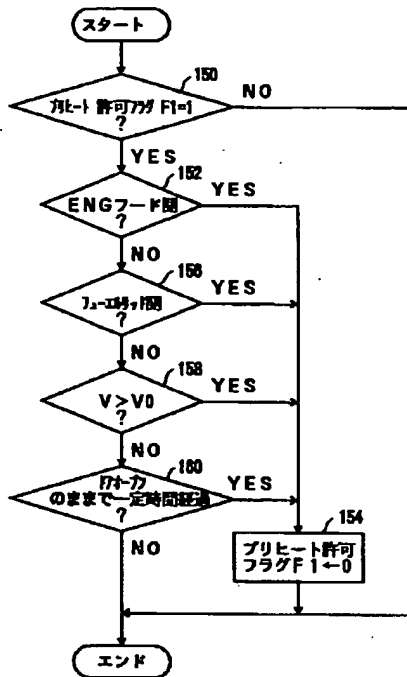 スタート
150
プリヒート 許可フラグ F1=1
?
NO
YES
152
ENGフード開
?
YES
NO
156
フューエルリッド開
?
YES
NO
158
V>V0
?
YES
NO
160
ドアオープン
のままで一定時間経過
?
YES
NO
154
プリヒート許可
フラグF1←0
エンド